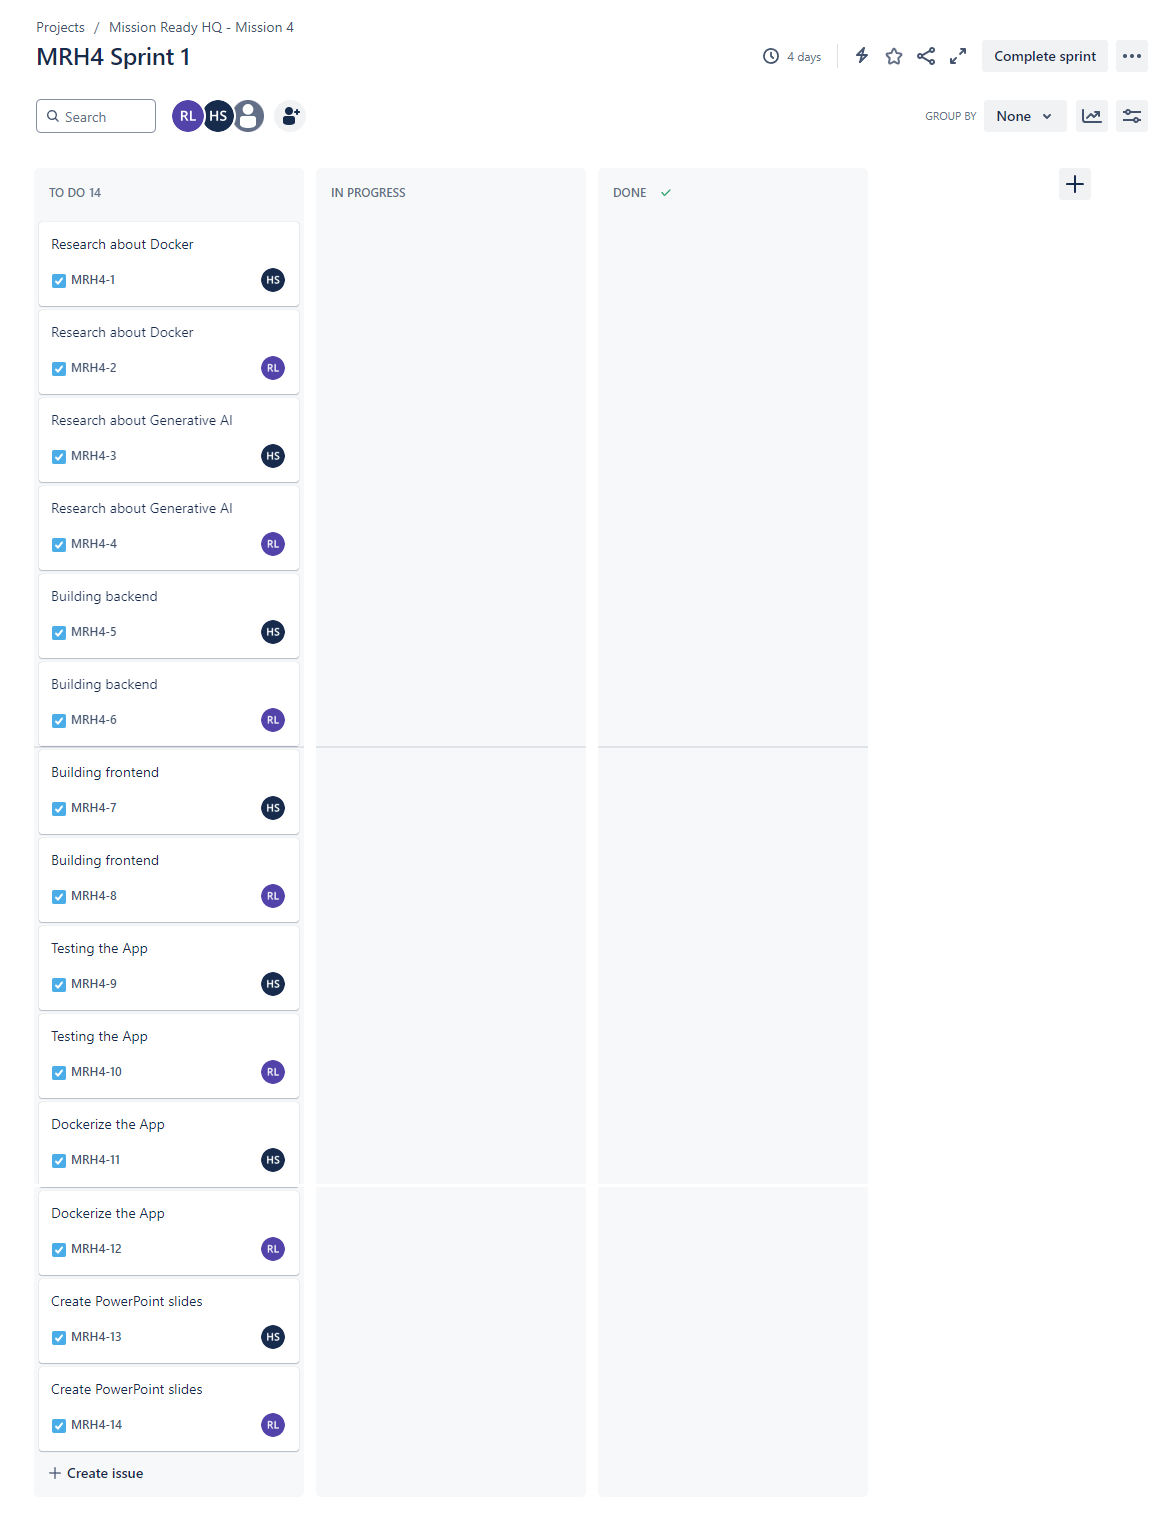 Projects / Mission Ready HQ - Mission 4
MRH4 Sprint 1
4 days
Complete sprint
Search
RL HS
GROUP BY None
TO DO 14
IN PROGRESS
DONE
Research about Docker
MRH4-1 HS
Research about Docker
MRH4-2 RL
Research about Generative AI
MRH4-3 HS
Research about Generative AI
MRH4-4 RL
Building backend
MRH4-5 HS
Building backend
MRH4-6 RL
Building frontend
MRH4-7 HS
Building frontend
MRH4-8 RL
Testing the App
MRH4-9 HS
Testing the App
MRH4-10 RL
Dockerize the App
MRH4-11 HS
Dockerize the App
MRH4-12 RL
Create PowerPoint slides
MRH4-13 HS
Create PowerPoint slides
MRH4-14 RL
Create issue